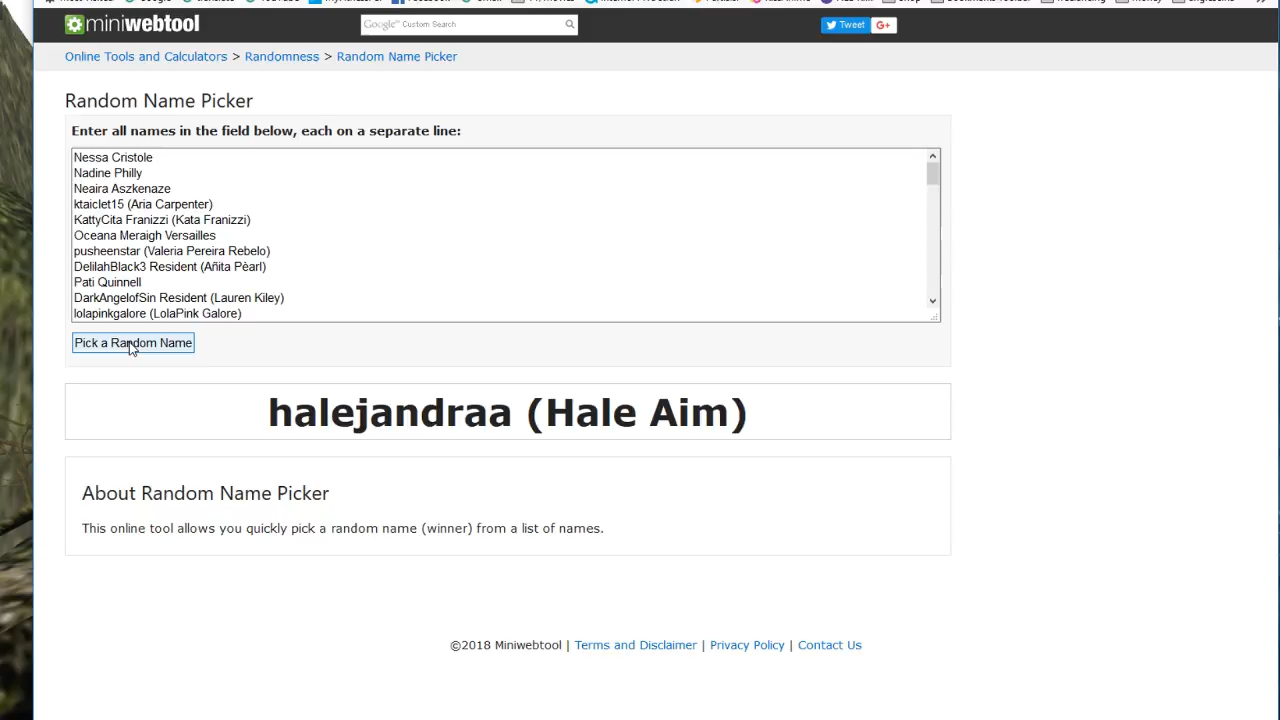 miniwebtool
Google™ Custom Search
Tweet
G+
Online Tools and Calculators > Randomness > Random Name Picker
Random Name Picker
Enter all names in the field below, each on a separate line:
Nessa Cristole
Nadine Philly
Neaira Aszkenaze
ktaiclet15 (Aria Carpenter)
KattyCita Franizzi (Kata Franizzi)
Oceana Meraigh Versailles
pusheenstar (Valeria Pereira Rebelo)
DelilahBlack3 Resident (Añita Pèarl)
Pati Quinnell
DarkAngelofSin Resident (Lauren Kiley)
lolapinkgalore (LolaPink Galore)
Pick a Random Name
halejandraa (Hale Aim)
About Random Name Picker
This online tool allows you quickly pick a random name (winner) from a list of names.
©2018 Miniwebtool | Terms and Disclaimer | Privacy Policy | Contact Us